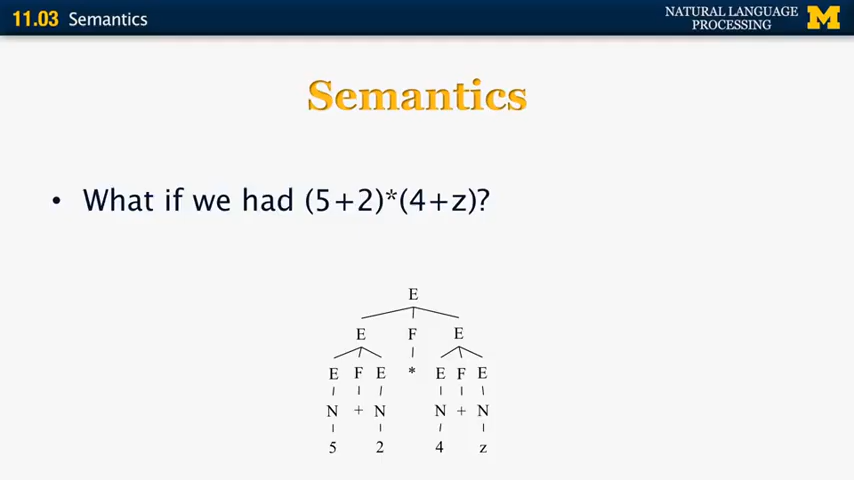 11.03 Semantics
NATURAL LANGUAGE
PROCESSING
M
Semantics
• What if we had (5+2)*(4+z)?
E
E F E
E F E * E F E
N + N N + N
5 2 4 z